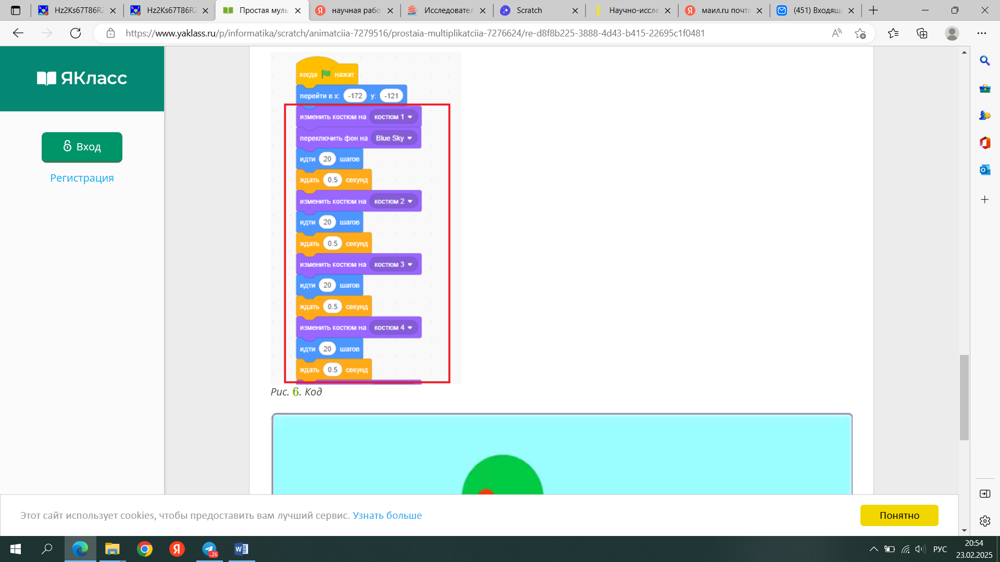 Hz2Ks67T86RZ
Hz2Ks67T86RZ
Простая муль
научная рабо
Исследовател
Scratch
Научно-иссле
маил.ru почта
(451) Входящи
https://www.yaklass.ru/p/informatika/scratch/animatciia-7279516/prostaia-multiplikatciia-7276624/re-d8f8b225-3888-4d43-b415-22695c1f0481
ЯКласс
Вход
Регистрация
когда нажат
перейти в x: -172 y: -121
изменить костюм на костюм 1
переключить фон на Blue Sky
идти 20 шагов
ждать 0.5 секунд
изменить костюм на костюм 2
идти 20 шагов
ждать 0.5 секунд
изменить костюм на костюм 3
идти 20 шагов
ждать 0.5 секунд
изменить костюм на костюм 4
идти 20 шагов
ждать 0.5 секунд
Рис. 6. Код
Этот сайт использует cookies, чтобы предоставить вам лучший сервис. Узнать больше
Понятно
..26
РУС
20:54
23.02.2025